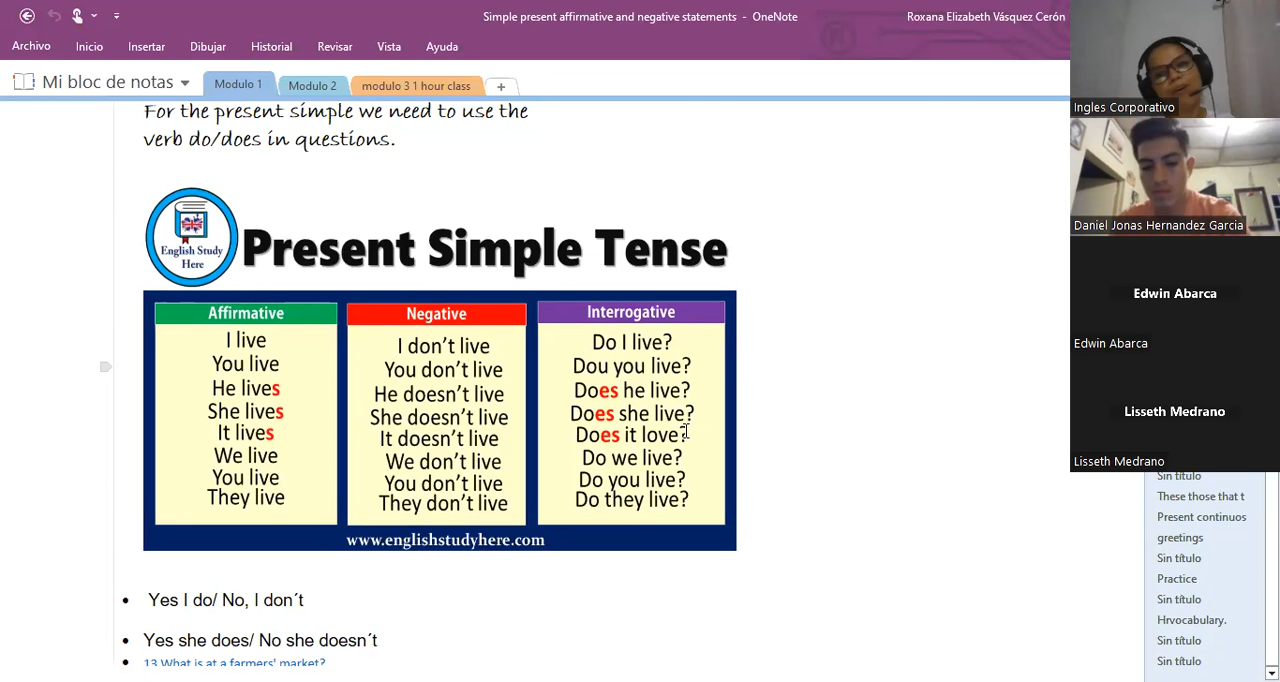 Simple present affirmative and negative statements - OneNote
Roxana Elizabeth Vásquez Cerón
Archivo Inicio Insertar Dibujar Historial Revisar Vista Ayuda
Mi bloc de notas Modulo 1 Modulo 2 modulo 3 1 hour class +
For the present simple we need to use the
verb do/does in questions.
English Study
Here
Present Simple Tense
Affirmative
I live
You live
He lives
She lives
It lives
We live
You live
They live
Negative
I don't live
You don't live
He doesn't live
She doesn't live
It doesn't live
We don't live
You don't live
They don't live
Interrogative
Do I live?
Dou you live?
Does he live?
Does she live?
Does it love?
Do we live?
Do you live?
Do they live?
www.englishstudyhere.com
• Yes I do/ No, I don´t
• Yes she does/ No she doesn´t
• 13 What is at a farmers' market?
Ingles Corporativo
Daniel Jonas Hernandez Garcia
Edwin Abarca
Edwin Abarca
Lisseth Medrano
Lisseth Medrano
Sin título
These those that t
Present continuos
greetings
Sin título
Practice
Sin título
Hrvocabulary.
Sin título
Sin título